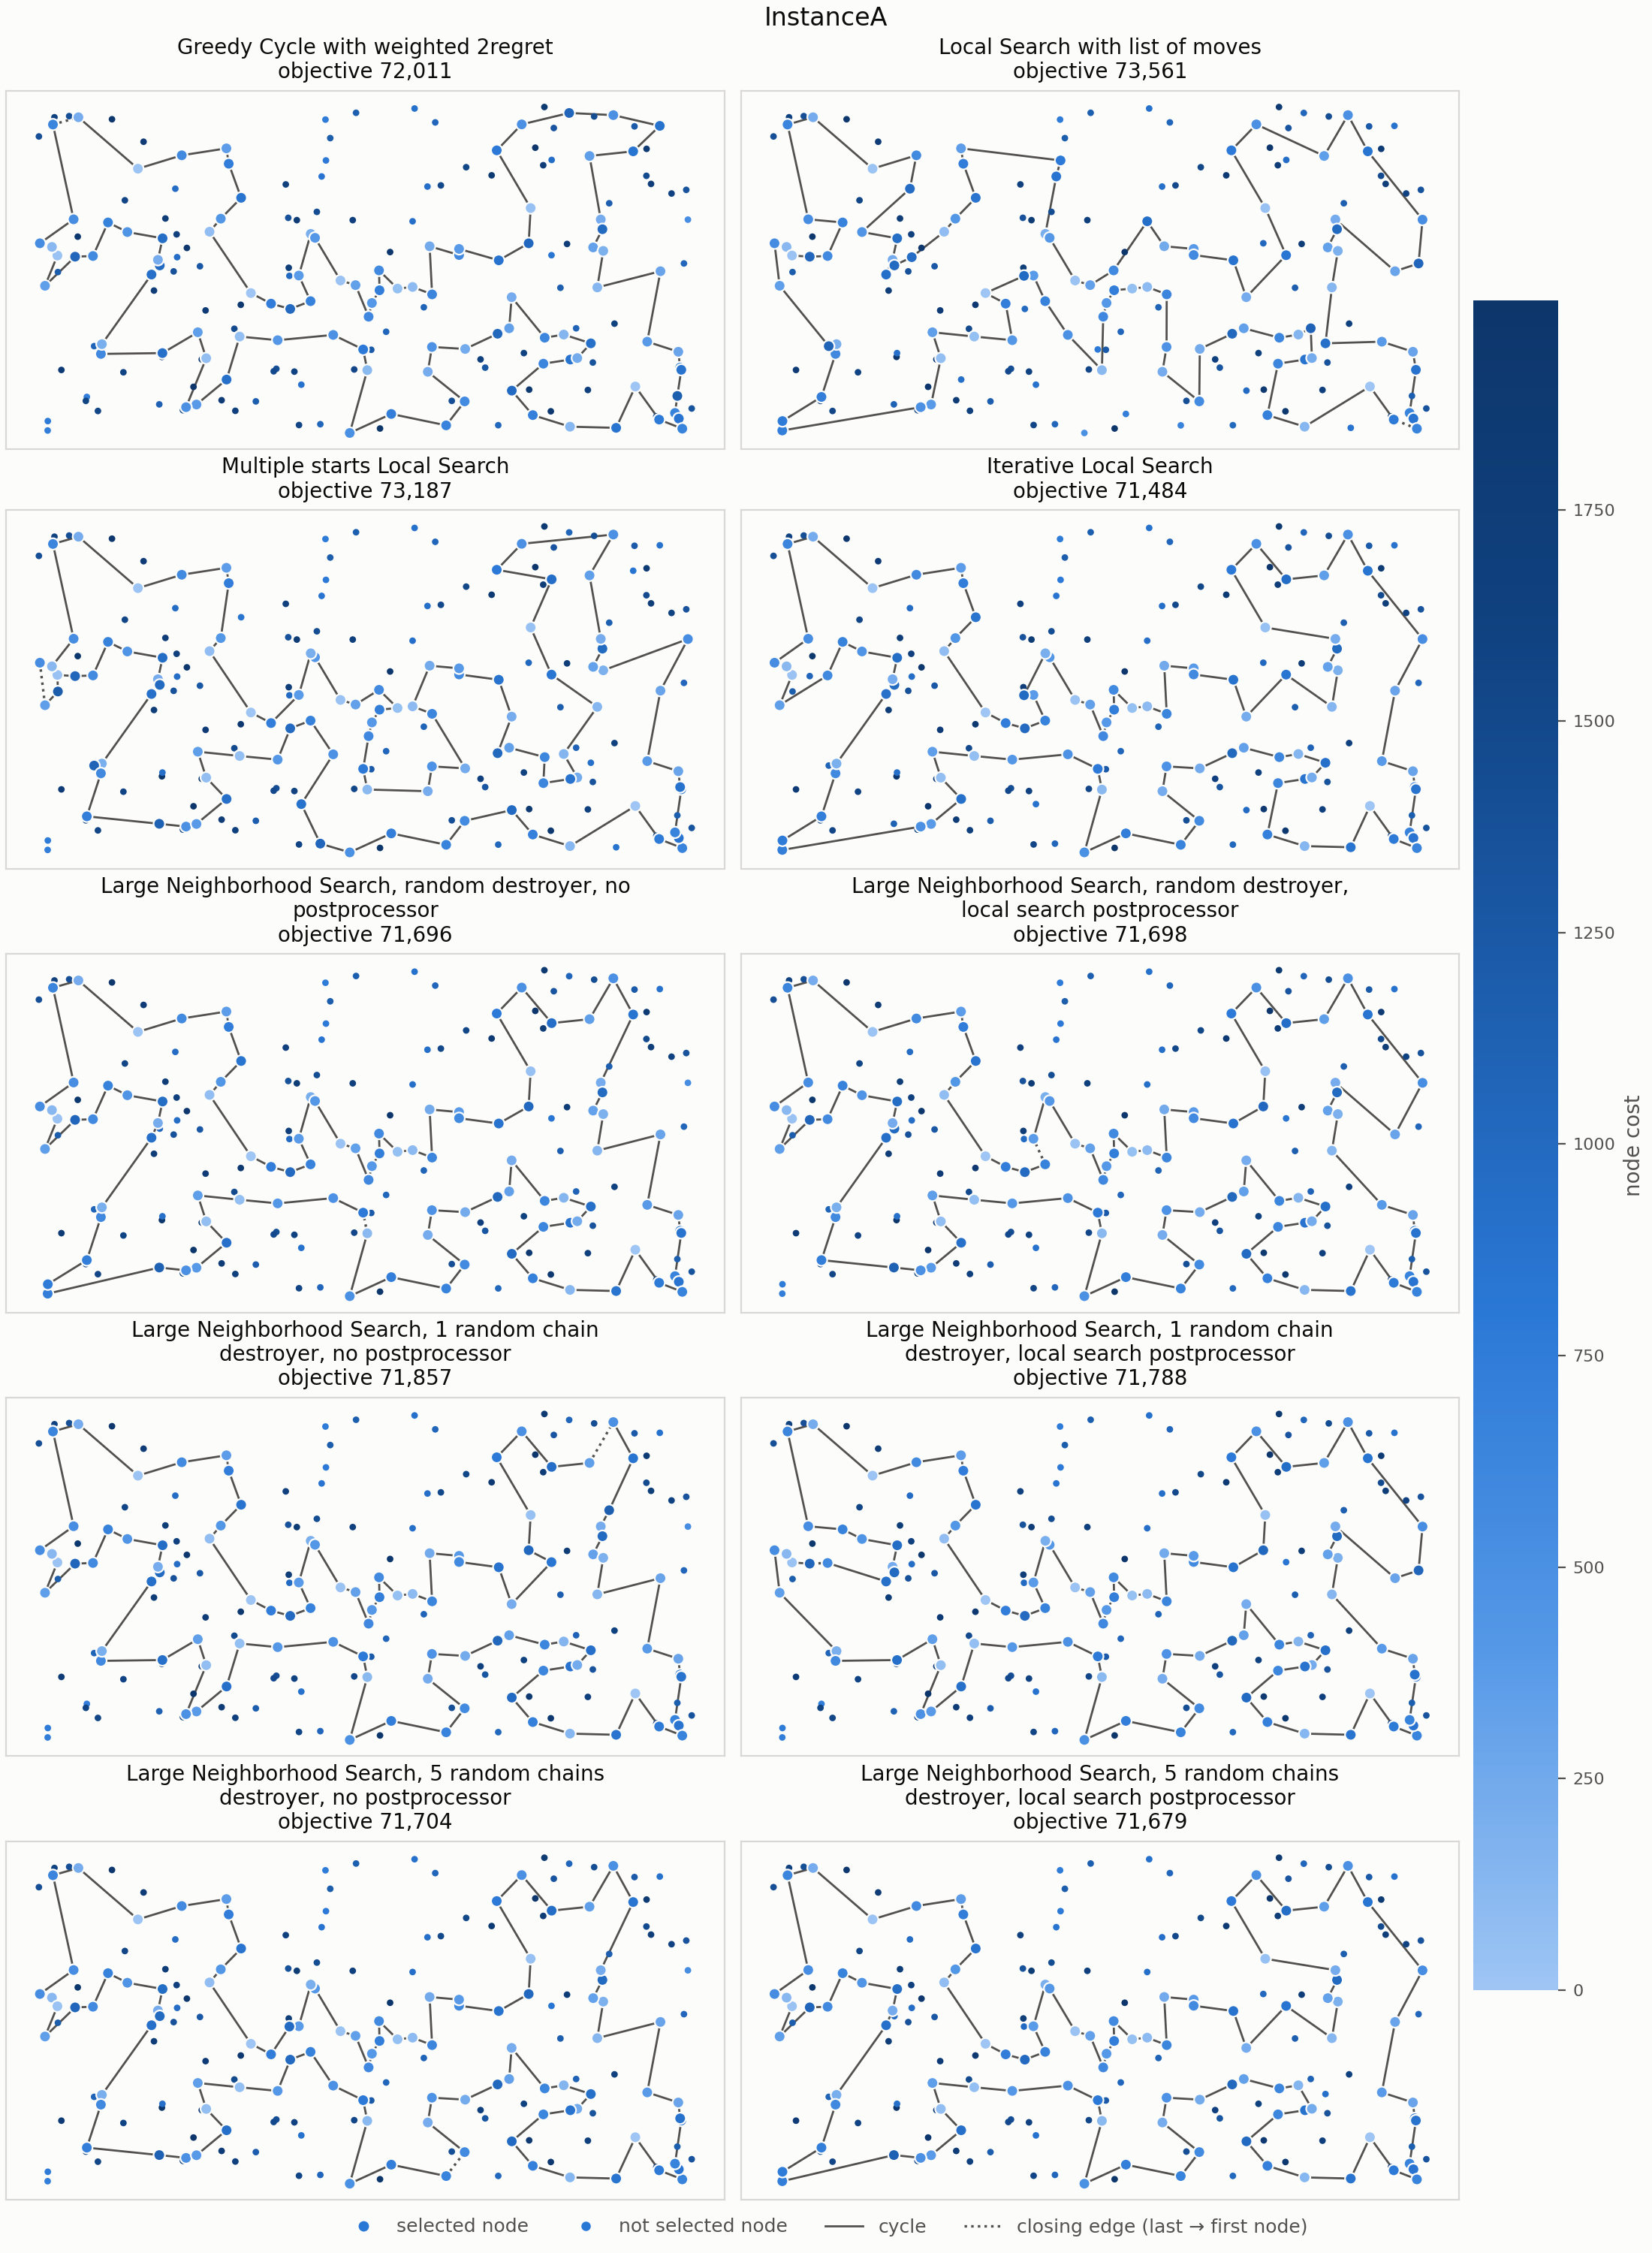 InstanceA
Greedy Cycle with weighted 2regret
objective 72,011
Local Search with list of moves
objective 73,561
Multiple starts Local Search
objective 73,187
Iterative Local Search
objective 71,484
Large Neighborhood Search, random destroyer, no
postprocessor
objective 71,696
Large Neighborhood Search, random destroyer,
local search postprocessor
objective 71,698
Large Neighborhood Search, 1 random chain
destroyer, no postprocessor
objective 71,857
Large Neighborhood Search, 1 random chain
destroyer, local search postprocessor
objective 71,788
Large Neighborhood Search, 5 random chains
destroyer, no postprocessor
objective 71,704
Large Neighborhood Search, 5 random chains
destroyer, local search postprocessor
objective 71,679
1750
1500
1250
1000
750
500
250
0
node cost
selected node
not selected node
cycle
closing edge (last → first node)